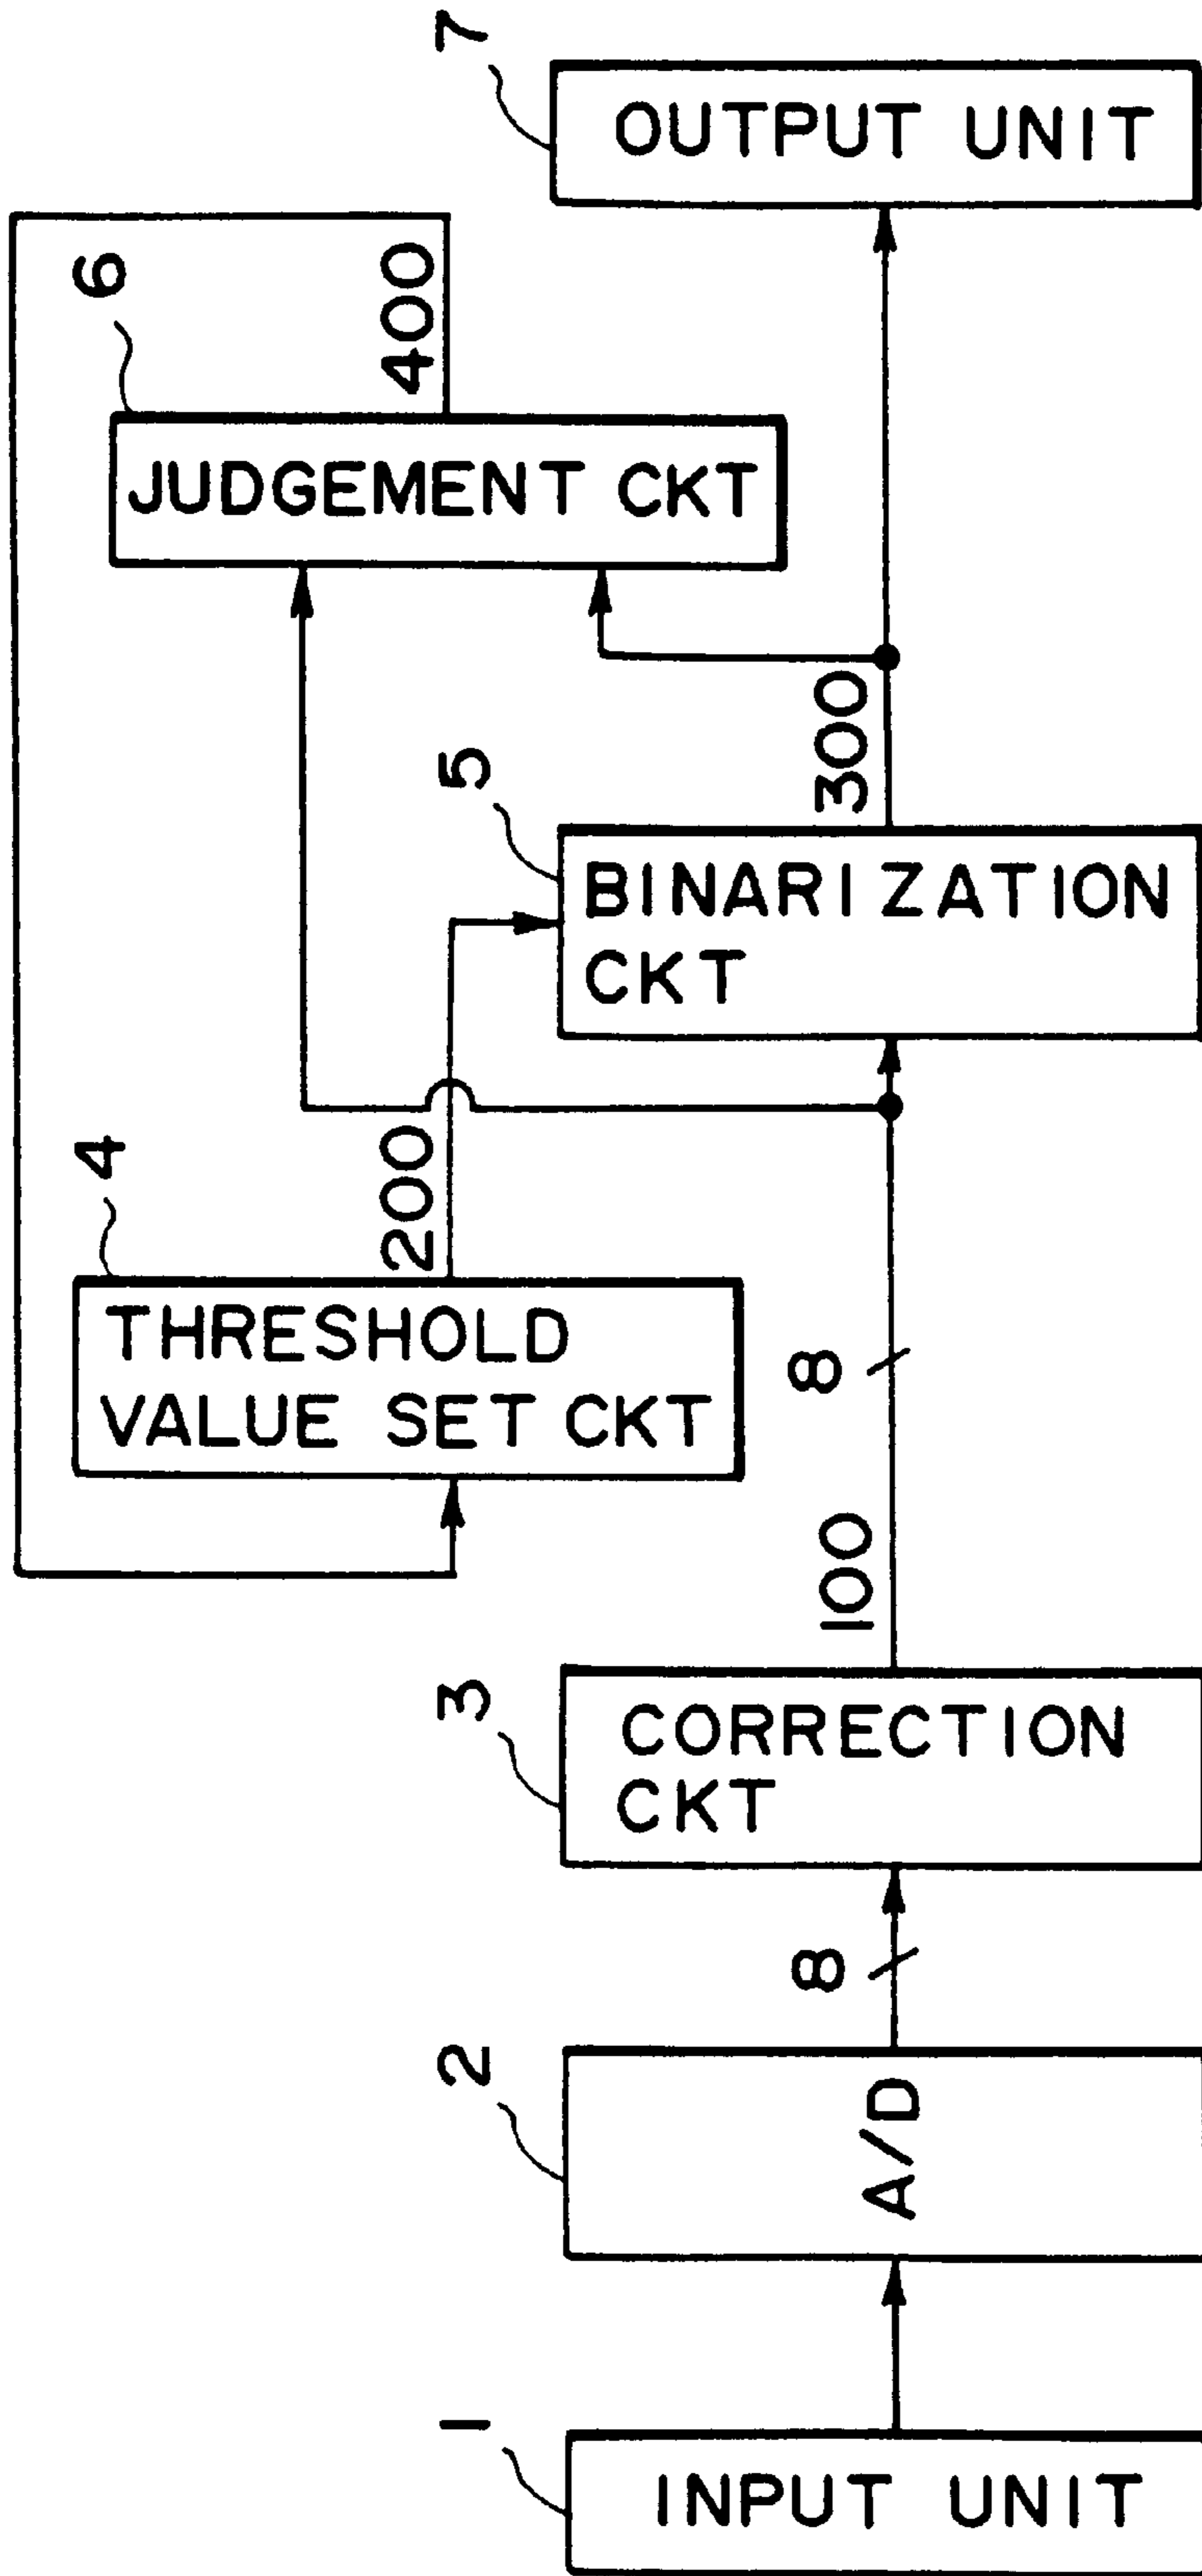 1
INPUT UNIT
2
A/D
8
3
CORRECTION
CKT
100
8
4
THRESHOLD
VALUE SET CKT
200
5
BINARIZATION
CKT
300
6
JUDGEMENT CKT
400
7
OUTPUT UNIT